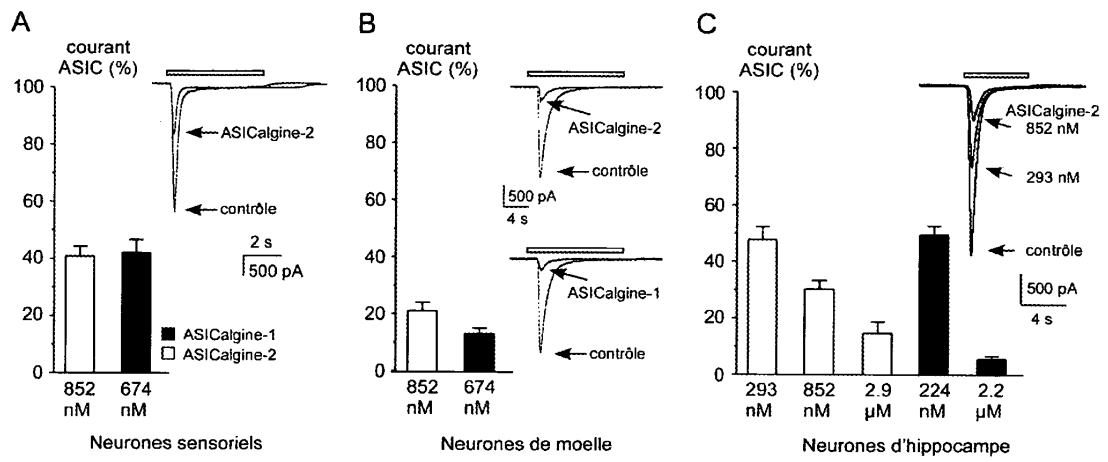 A
courant
ASIC (%)
100
80
60
40
20
0
ASICalgine-2
contrôle
2 s
500 pA
ASICalgine-1
ASICalgine-2
852
nM
674
nM
Neurones sensoriels
B
courant
ASIC (%)
100
80
60
40
20
0
ASICalgine-2
contrôle
500 pA
4 s
ASICalgine-1
contrôle
852
nM
674
nM
Neurones de moelle
C
courant
ASIC (%)
100
80
60
40
20
0
ASICalgine-2
852 nM
293 nM
contrôle
500 pA
4 s
293
nM
852
nM
2.9
µM
224
nM
2.2
µM
Neurones d'hippocampe